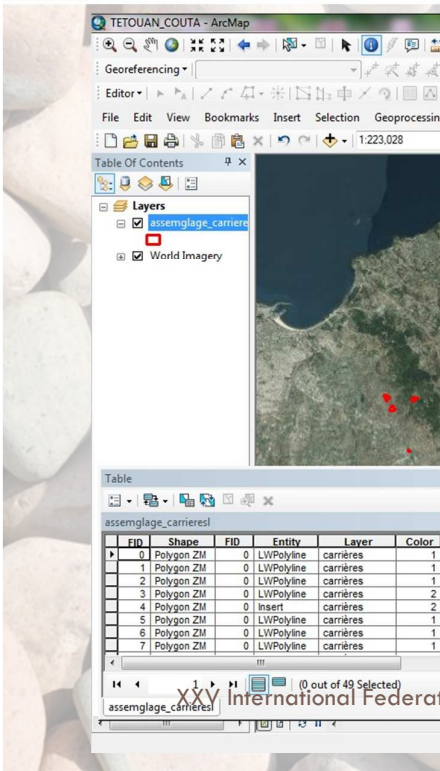 TETOUAN_COUTA - ArcMap
Georeferencing
Editor
File Edit View Bookmarks Insert Selection Geoprocessin
1:223,028
Table Of Contents
Layers
assemglage_carriere
World Imagery
Table
assemglage_carrieresl
FID Shape FID Entity Layer Color
0 Polygon ZM 0 LWPolyline carrières 1
1 Polygon ZM 0 LWPolyline carrières 1
2 Polygon ZM 0 LWPolyline carrières 1
3 Polygon ZM 0 LWPolyline carrières 2
4 Polygon ZM 0 Insert carrières 2
5 Polygon ZM 0 LWPolyline carrières 1
6 Polygon ZM 0 LWPolyline carrières 1
7 Polygon ZM 0 LWPolyline carrières 1
1 (0 out of 49 Selected)
XXV International Federat
assemglage_carrieresl